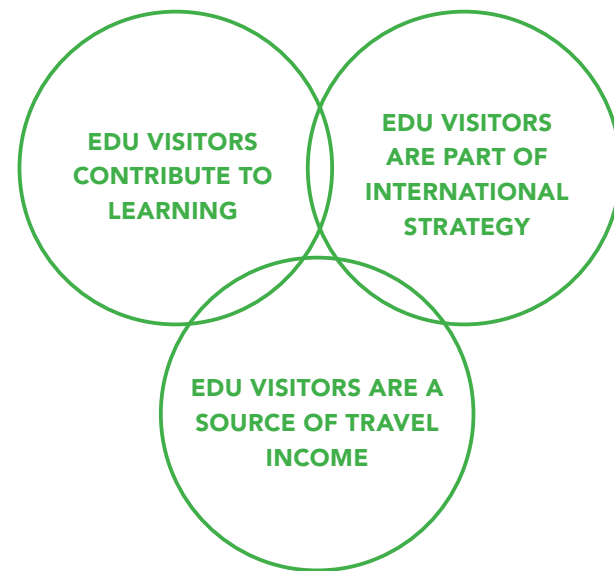 EDU VISITORS
CONTRIBUTE TO
LEARNING
EDU VISITORS
ARE PART OF
INTERNATIONAL
STRATEGY
EDU VISITORS ARE A
SOURCE OF TRAVEL
INCOME